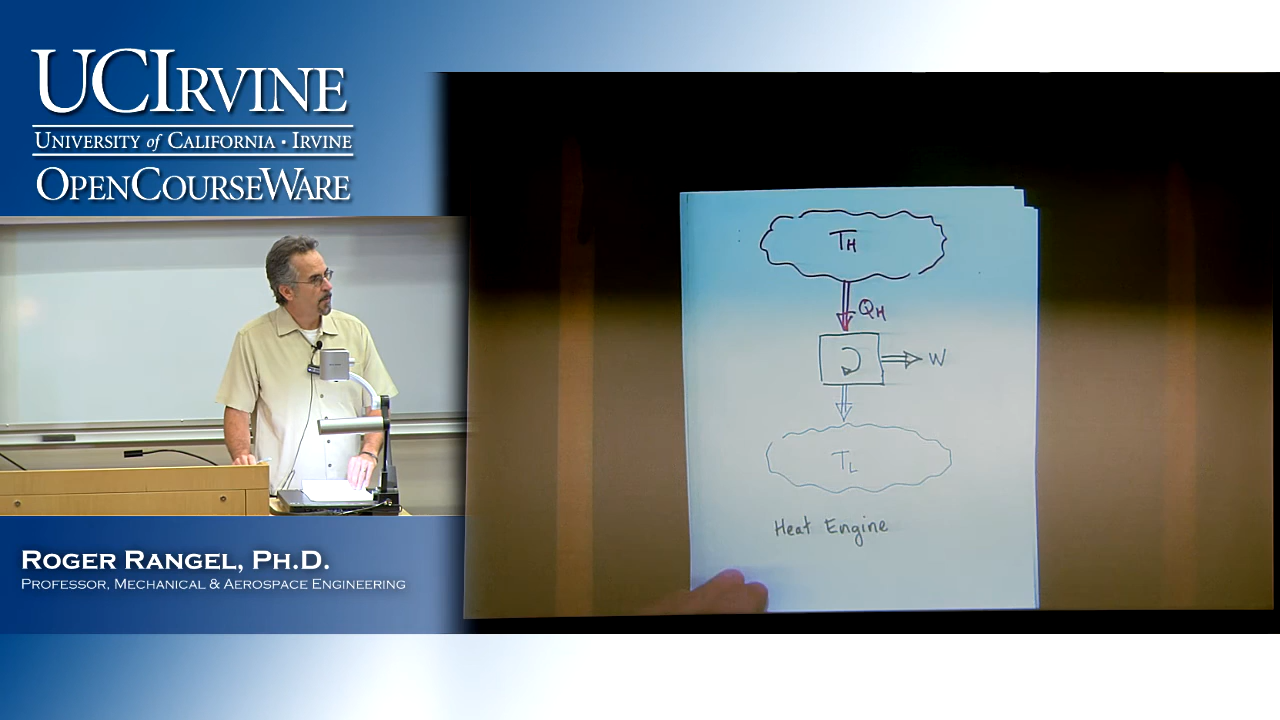 UCIRVINE
UNIVERSITY of CALIFORNIA · IRVINE
OPENCOURSEWARE
TH
QH
W
TL
Heat Engine
ROGER RANGEL, PH.D.
PROFESSOR, MECHANICAL & AEROSPACE ENGINEERING